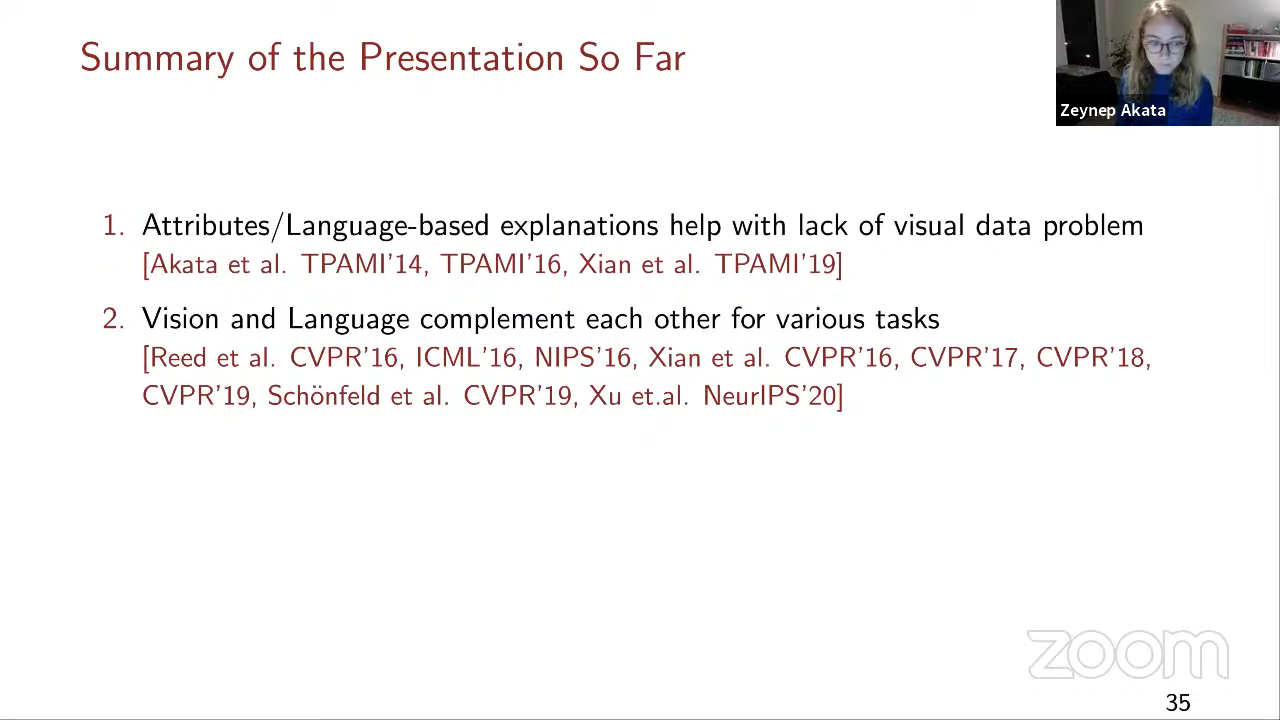 Summary of the Presentation So Far
Zeynep Akata
1. Attributes/Language-based explanations help with lack of visual data problem
[Akata et al. TPAMI'14, TPAMI'16, Xian et al. TPAMI'19]
2. Vision and Language complement each other for various tasks
[Reed et al. CVPR'16, ICML'16, NIPS'16, Xian et al. CVPR'16, CVPR'17, CVPR'18,
CVPR'19, Schönfeld et al. CVPR'19, Xu et.al. NeurIPS'20]
zoom
35